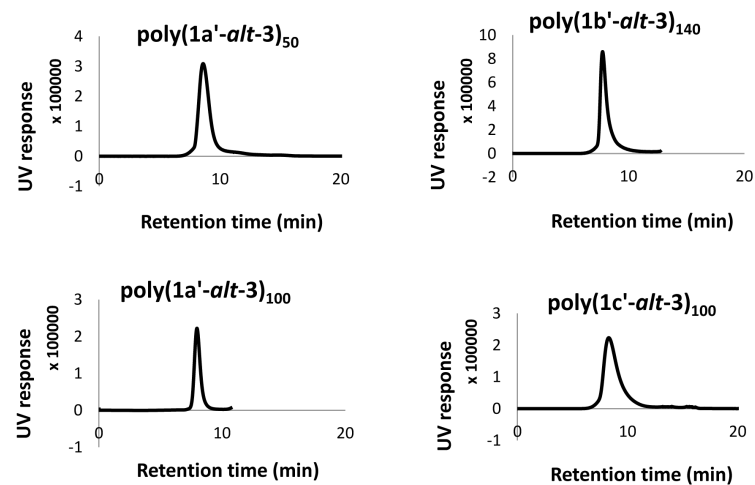 poly(1a'-alt-3)50
4
3
2
1
0
-1
0
10
20
UV response
x 100000
Retention time (min)
poly(1b'-alt-3)140
10
8
6
4
2
0
-2
0
10
20
UV response
x 100000
Retention time (min)
poly(1a'-alt-3)100
3
2
1
0
-1
0
10
20
UV response
x 100000
Retention time (min)
poly(1c'-alt-3)100
3
2
1
0
-1
0
10
20
UV response
x 100000
Retention time (min)